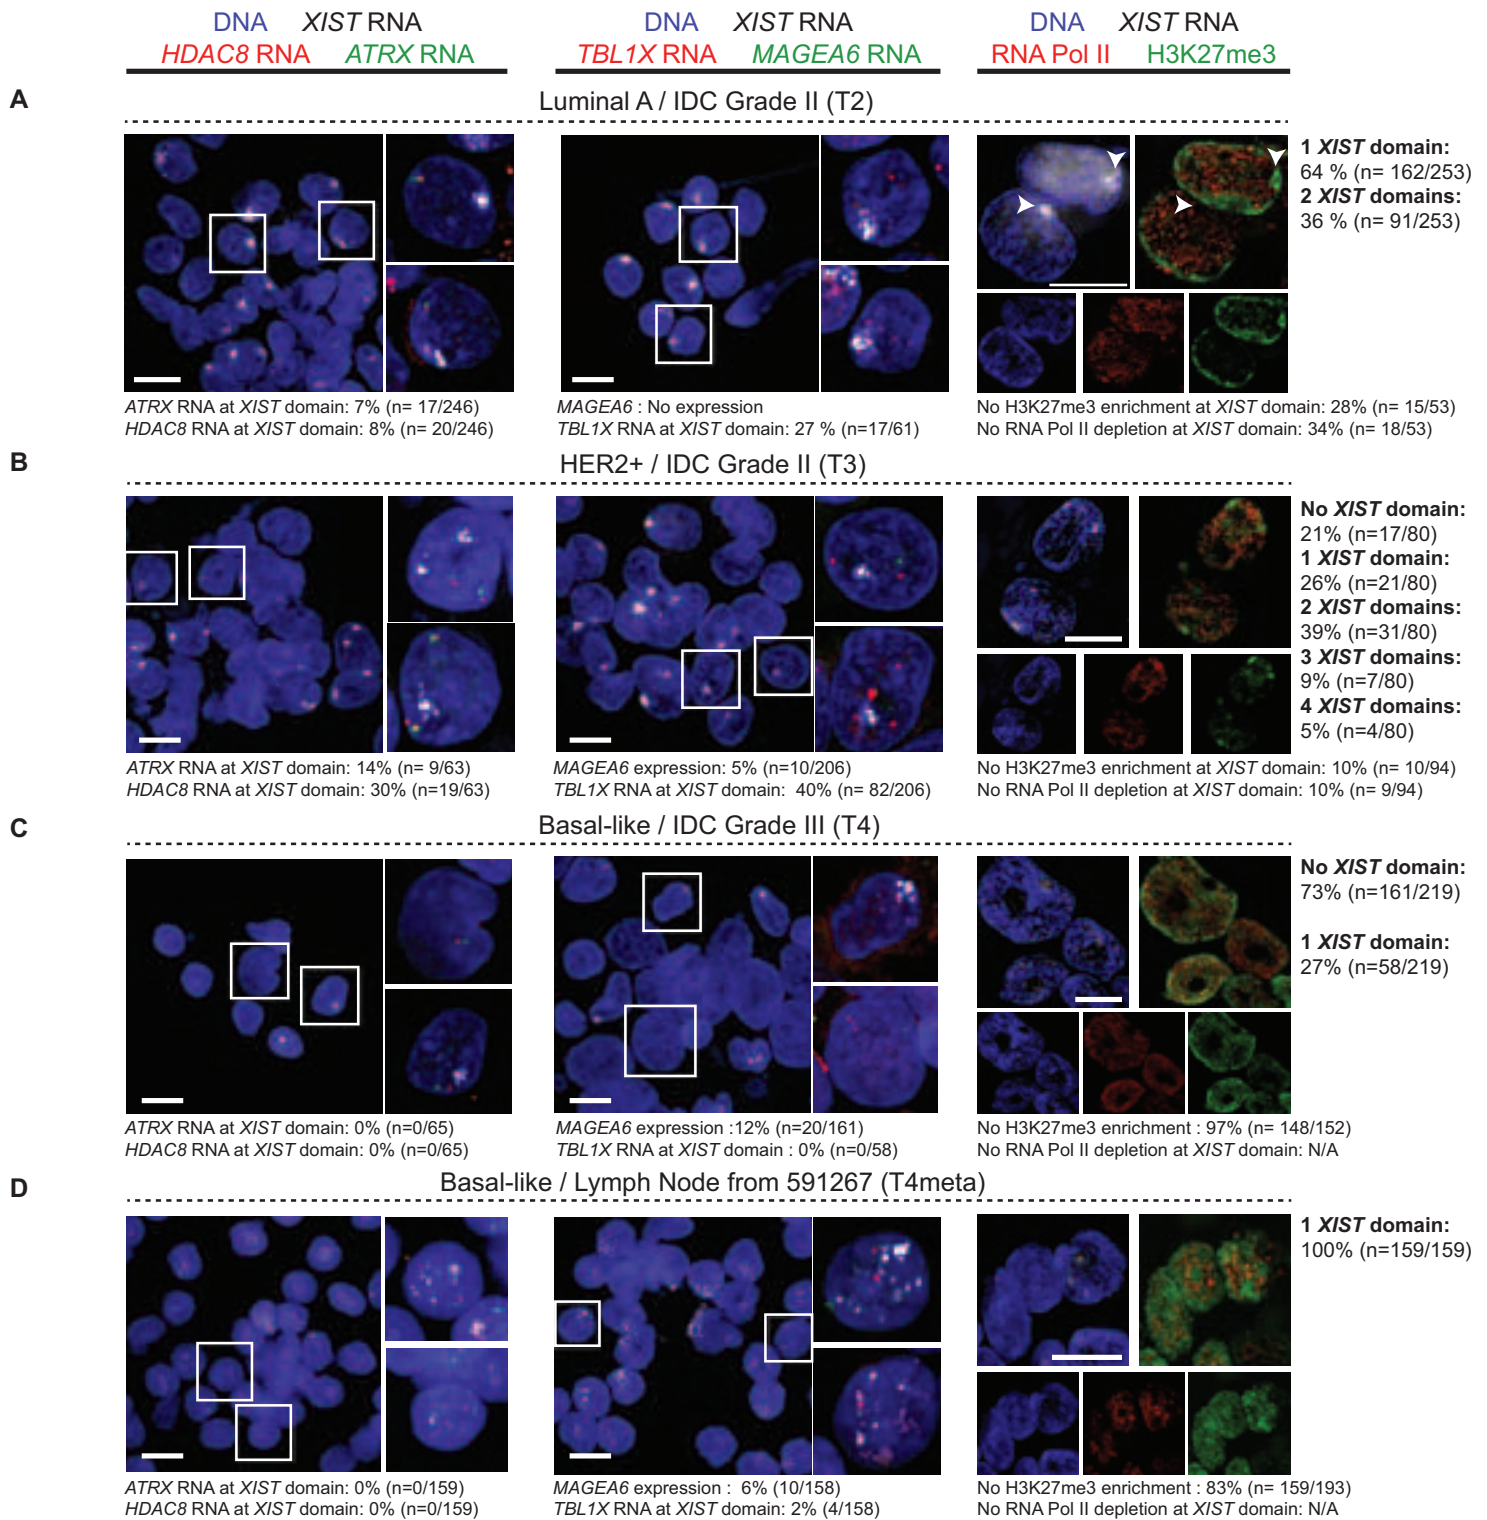 DNA XIST RNA
HDAC8 RNA ATRX RNA
DNA XIST RNA
TBL1X RNA MAGEA6 RNA
DNA XIST RNA
RNA Pol II H3K27me3
A
Luminal A / IDC Grade II (T2)
1 XIST domain:
64 % (n= 162/253)
2 XIST domains:
36 % (n= 91/253)
ATRX RNA at XIST domain: 7% (n= 17/246)
HDAC8 RNA at XIST domain: 8% (n= 20/246)
MAGEA6 : No expression
TBL1X RNA at XIST domain: 27 % (n=17/61)
No H3K27me3 enrichment at XIST domain: 28% (n= 15/53)
No RNA Pol II depletion at XIST domain: 34% (n= 18/53)
B
HER2+ / IDC Grade II (T3)
No XIST domain:
21% (n=17/80)
1 XIST domain:
26% (n=21/80)
2 XIST domains:
39% (n=31/80)
3 XIST domains:
9% (n=7/80)
4 XIST domains:
5% (n=4/80)
ATRX RNA at XIST domain: 14% (n= 9/63)
HDAC8 RNA at XIST domain: 30% (n=19/63)
MAGEA6 expression: 5% (n=10/206)
TBL1X RNA at XIST domain: 40% (n= 82/206)
No H3K27me3 enrichment at XIST domain: 10% (n= 10/94)
No RNA Pol II depletion at XIST domain: 10% (n= 9/94)
C
Basal-like / IDC Grade III (T4)
No XIST domain:
73% (n=161/219)
1 XIST domain:
27% (n=58/219)
ATRX RNA at XIST domain: 0% (n=0/65)
HDAC8 RNA at XIST domain: 0% (n=0/65)
MAGEA6 expression :12% (n=20/161)
TBL1X RNA at XIST domain : 0% (n=0/58)
No H3K27me3 enrichment : 97% (n= 148/152)
No RNA Pol II depletion at XIST domain: N/A
D
Basal-like / Lymph Node from 591267 (T4meta)
1 XIST domain:
100% (n=159/159)
ATRX RNA at XIST domain: 0% (n=0/159)
HDAC8 RNA at XIST domain: 0% (n=0/159)
MAGEA6 expression : 6% (10/158)
TBL1X RNA at XIST domain: 2% (4/158)
No H3K27me3 enrichment : 83% (n= 159/193)
No RNA Pol II depletion at XIST domain: N/A